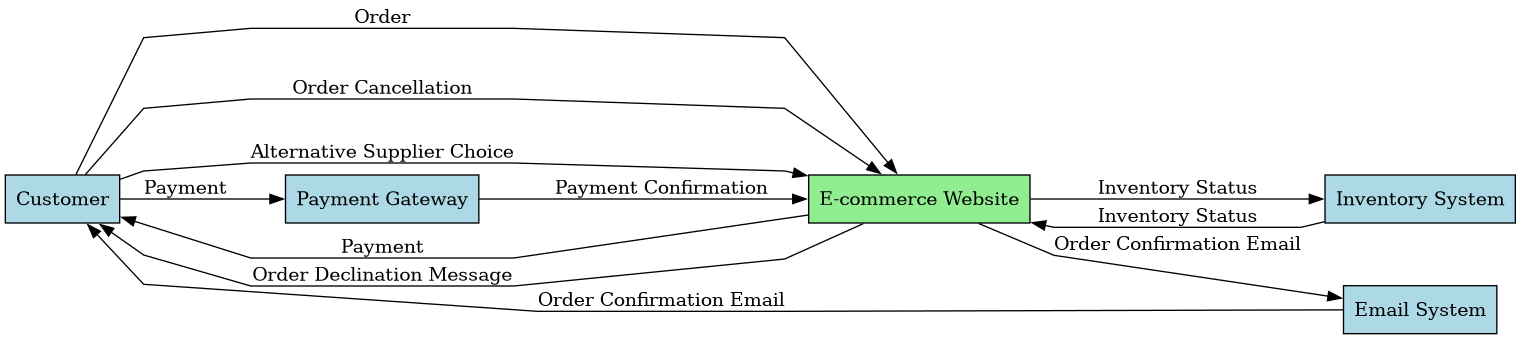 Order
Order Cancellation
Alternative Supplier Choice
Customer
Payment
Payment Gateway
Payment Confirmation
E-commerce Website
Inventory Status
Inventory System
Inventory Status
Payment
Order Confirmation Email
Order Declination Message
Order Confirmation Email
Email System